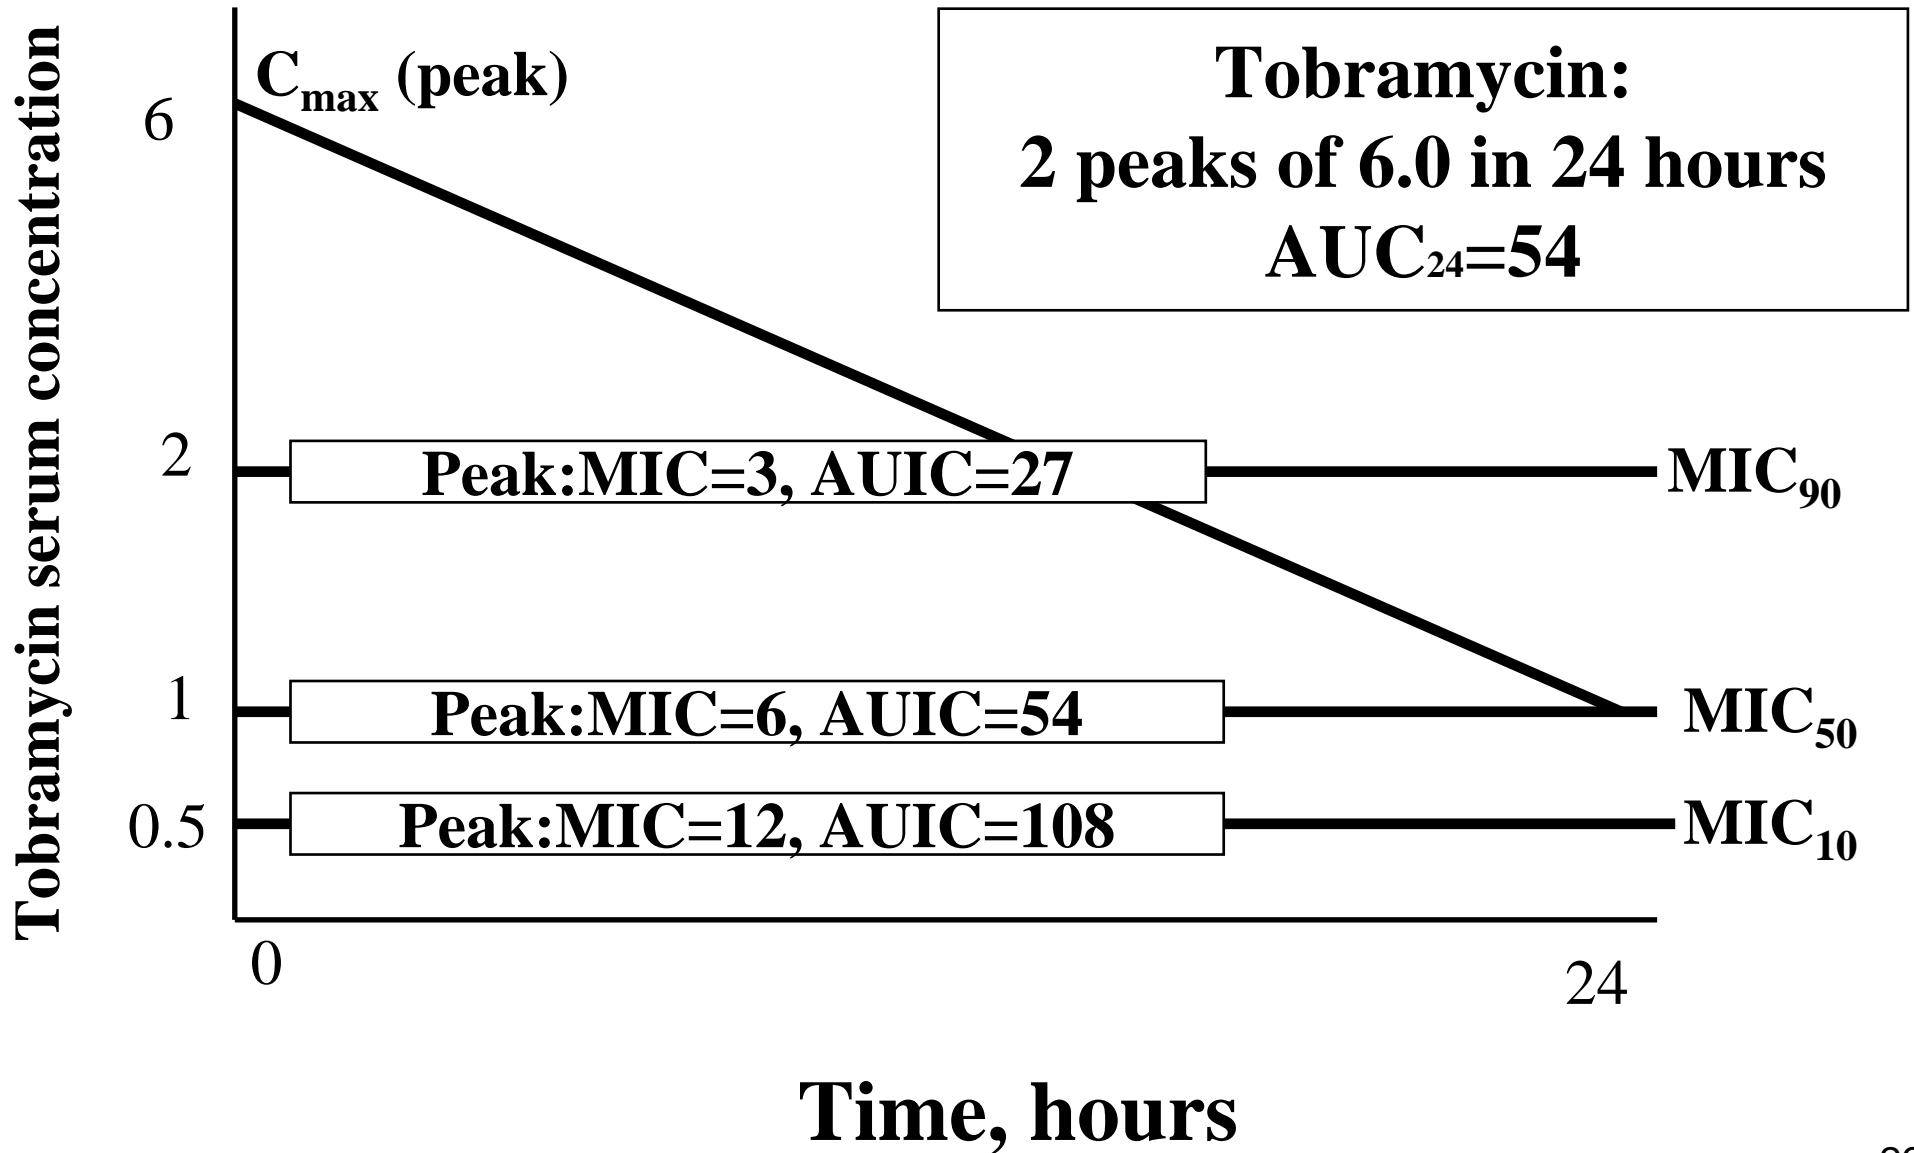 Tobramycin serum concentration
C_max (peak)
6
Tobramycin:
2 peaks of 6.0 in 24 hours
AUC24=54
2
Peak:MIC=3, AUIC=27
MIC90
1
Peak:MIC=6, AUIC=54
MIC50
0.5
Peak:MIC=12, AUIC=108
MIC10
0
24
Time, hours